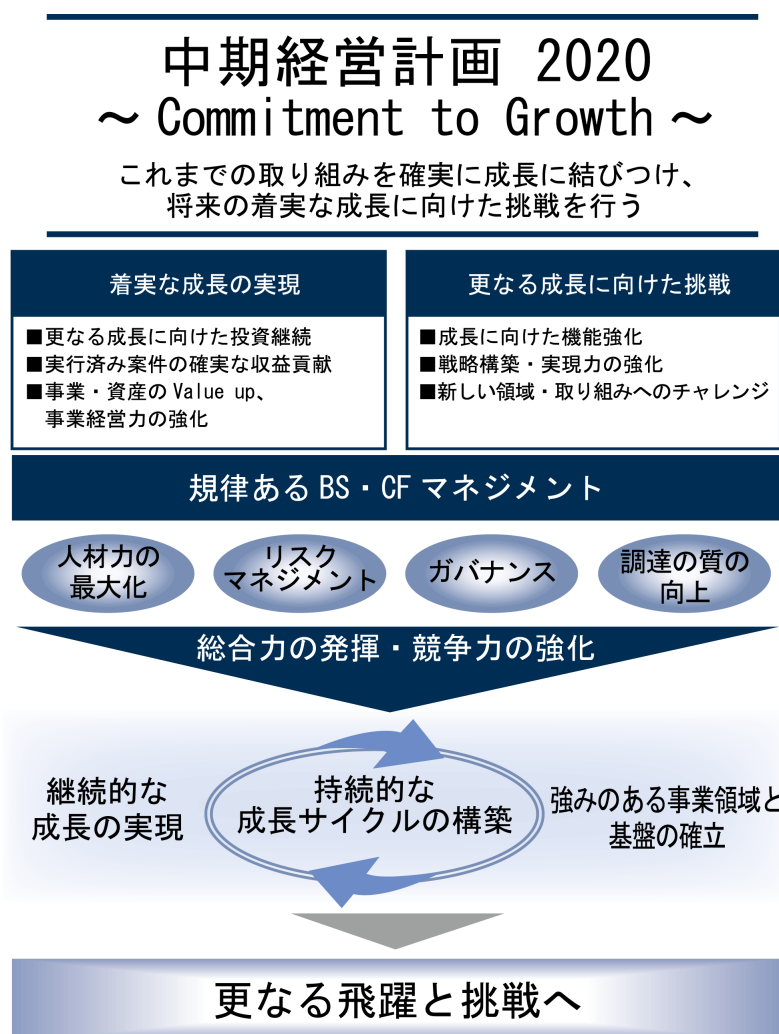 中期経営計画 2020
～ Commitment to Growth ～
これまでの取り組みを確実に成長に結びつけ、
将来の着実な成長に向けた挑戦を行う
着実な成長の実現
■更なる成長に向けた投資継続
■実行済み案件の確実な収益貢献
■事業・資産の Value up、
事業経営力の強化
更なる成長に向けた挑戦
■成長に向けた機能強化
■戦略構築・実現力の強化
■新しい領域・取り組みへのチャレンジ
規律ある BS・CF マネジメント
人材力の
最大化
リスク
マネジメント
ガバナンス
調達の質の
向上
総合力の発揮・競争力の強化
継続的な
成長の実現
持続的な
成長サイクルの構築
強みのある事業領域と
基盤の確立
更なる飛躍と挑戦へ